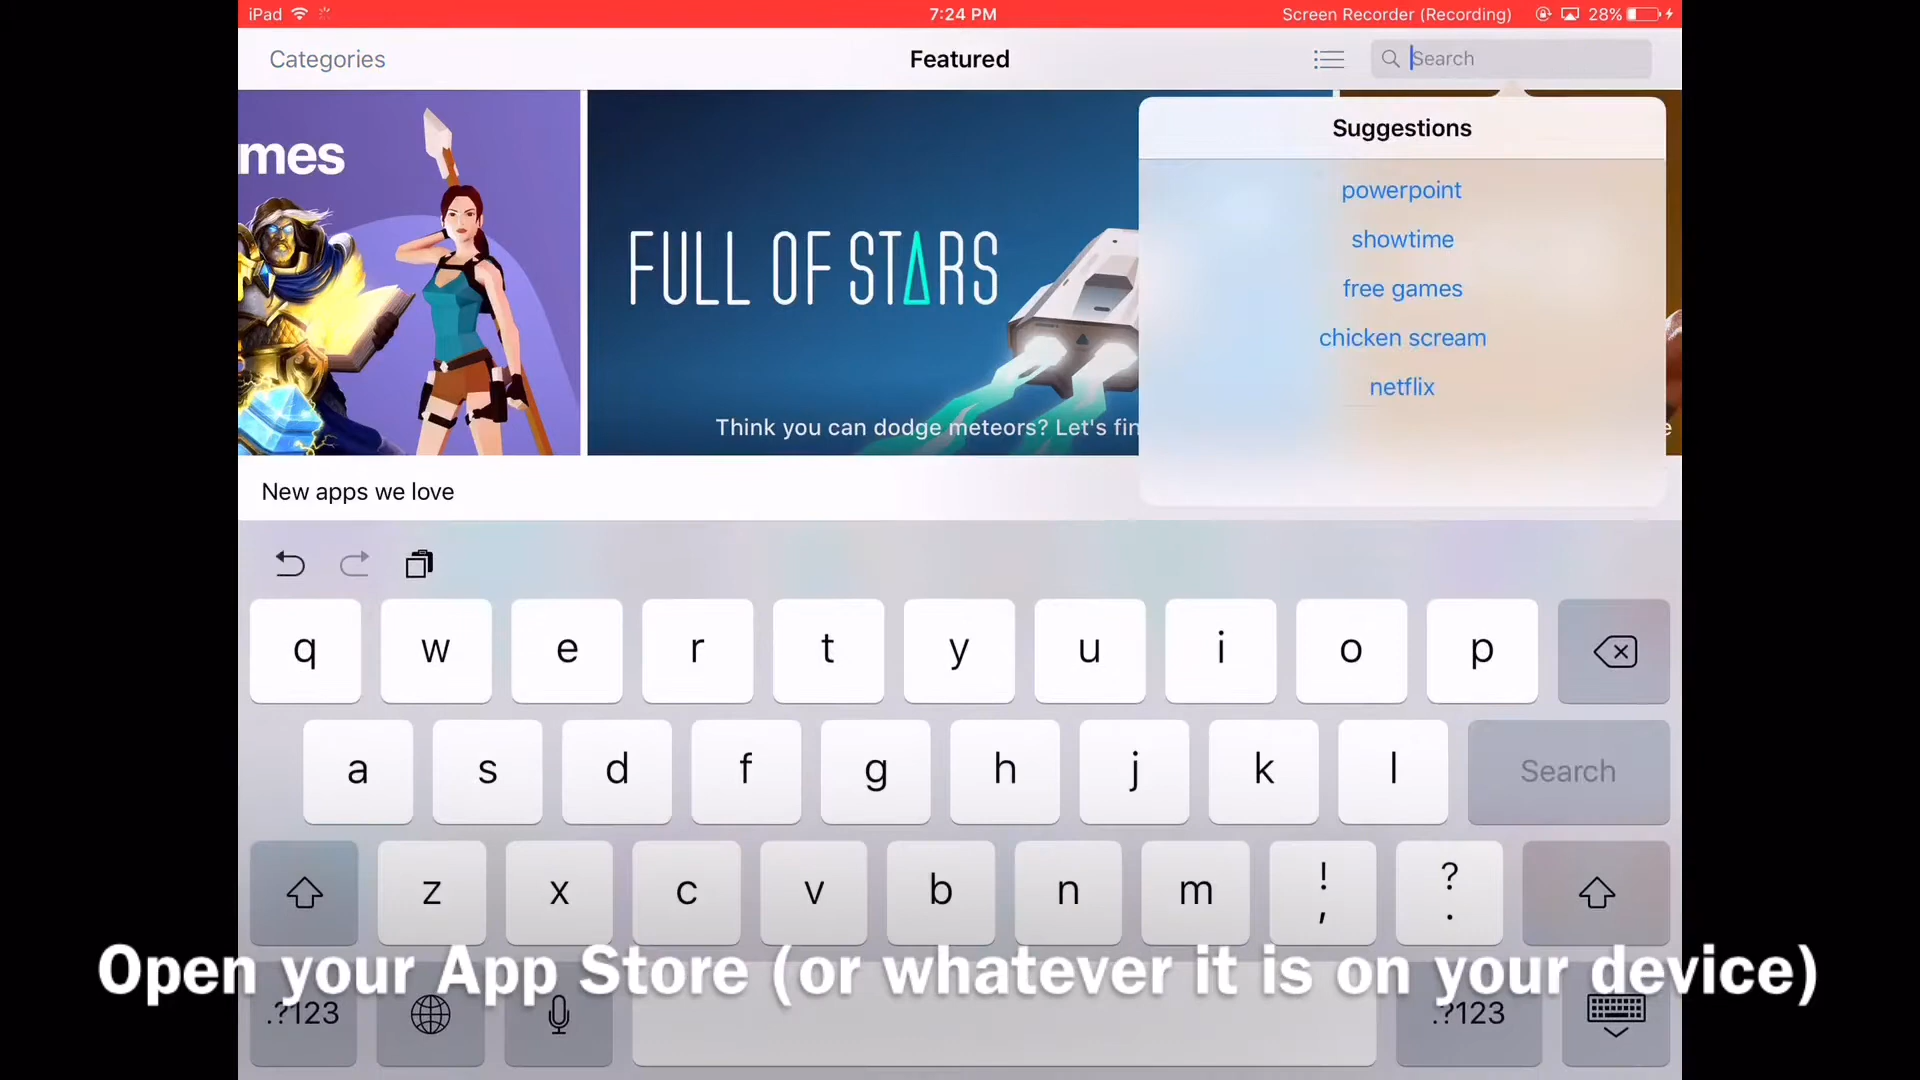 iPad 7:24 PM Screen Recorder (Recording) 28%
Categories Featured Search
mes
FULL OF STARS
Think you can dodge meteors? Let's fin
e
Suggestions
powerpoint
showtime
free games
chicken scream
netflix
New apps we love
q w e r t y u i o p
a s d f g h j k l Search
z x c v b n m ! , ? .
Open your App Store (or whatever it is on your device)
.?123 .?123